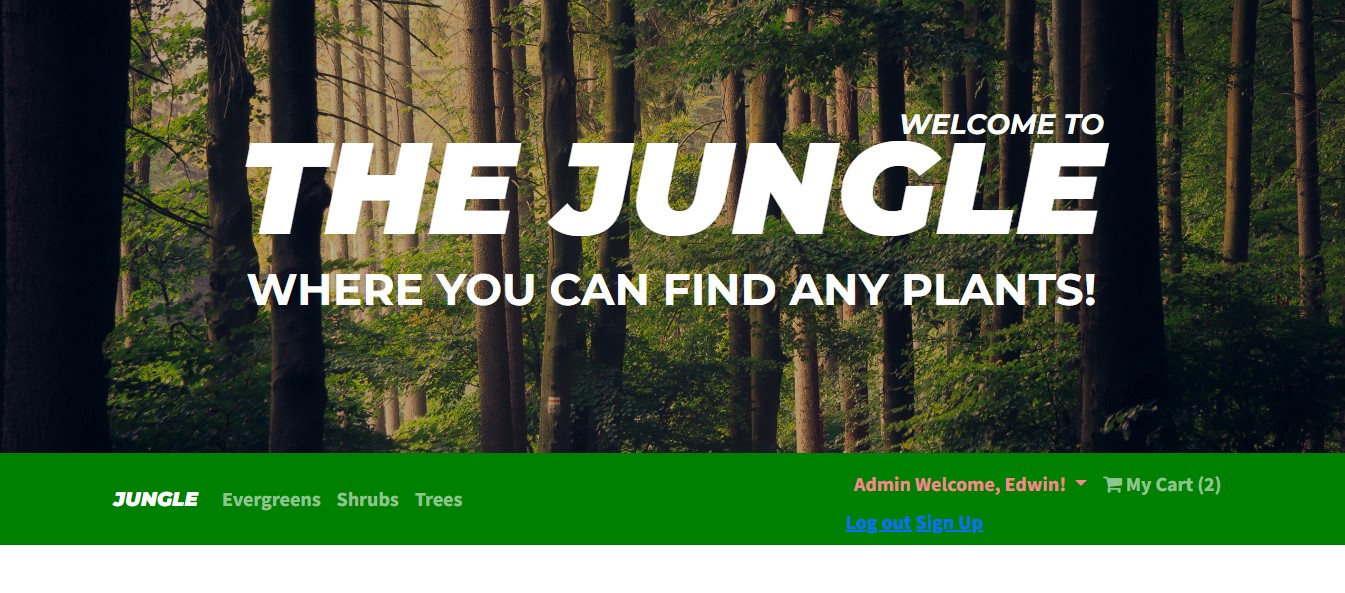 WELCOME TO
THE JUNGLE
WHERE YOU CAN FIND ANY PLANTS!
JUNGLE Evergreens Shrubs Trees
Admin Welcome, Edwin! My Cart (2)
Log out Sign Up